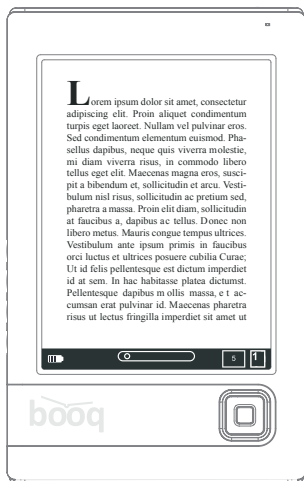 Lorem ipsum dolor sit amet, consectetur
adipiscing elit. Proin aliquet condimentum
turpis eget laoreet. Nullam vel pulvinar eros.
Sed condimentum elementum euismod. Pha-
sellus dapibus, neque quis viverra molestie,
mi diam viverra risus, in commodo libero
tellus eget elit. Maecenas magna eros, susci-
pit a bibendum et, sollicitudin et arcu. Vesti-
bulum nisl risus, sollicitudin ac pretium sed,
pharetra a massa. Proin elit diam, sollicitudin
at faucibus a, dapibus ac tellus. Donec non
libero metus. Mauris congue tempus ultrices.
Vestibulum ante ipsum primis in faucibus
orci luctus et ultrices posuere cubilia Curae;
Ut id felis pellentesque est dictum imperdiet
id at sem. In hac habitasse platea dictumst.
Pellentesque dapibus m ollis massa, e t ac-
cumsan erat pulvinar id. Maecenas pharetra
risus ut lectus fringilla imperdiet sit amet ut
5 1
booq